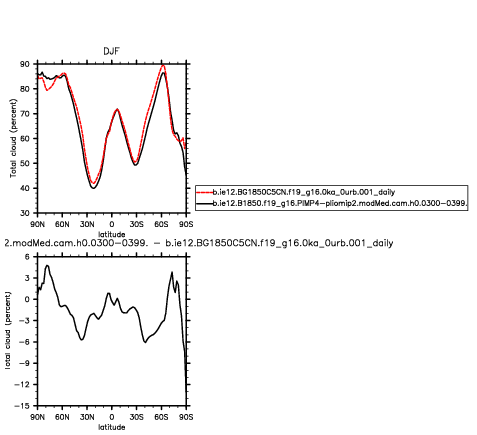 DJF
Total cloud (percent)
90
80
70
60
50
40
30
90N 60N 30N 0 30S 60S 90S
latitude
b.ie12.BG1850C5CN.f19_g16.0ka_0urb.001_daily
b.ie12.B1850.f19_g16.PlMP4-pliomip2.modMed.cam.h0.0300-0399.
2.modMed.cam.h0.0300-0399. - b.ie12.BG1850C5CN.f19_g16.0ka_0urb.001_daily
Total cloud (percent)
6
3
0
-3
-6
-9
-12
-15
90N 60N 30N 0 30S 60S 90S
latitude